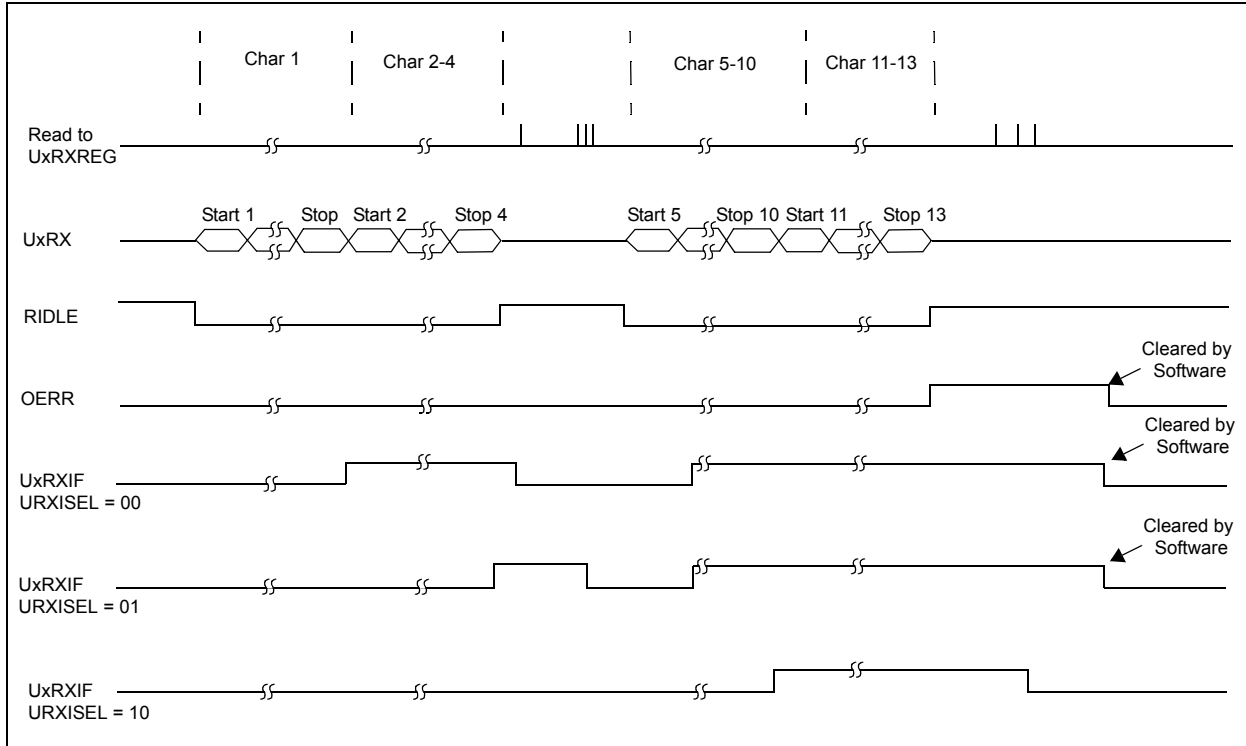 Char 1
Char 2-4
Char 5-10
Char 11-13
Read to
UxRXREG
Start 1
Stop
Start 2
Stop 4
Start 5
Stop 10
Start 11
Stop 13
UxRX
RIDLE
Cleared by
Software
OERR
Cleared by
Software
UxRXIF
URXISEL = 00
Cleared by
Software
UxRXIF
URXISEL = 01
UxRXIF
URXISEL = 10